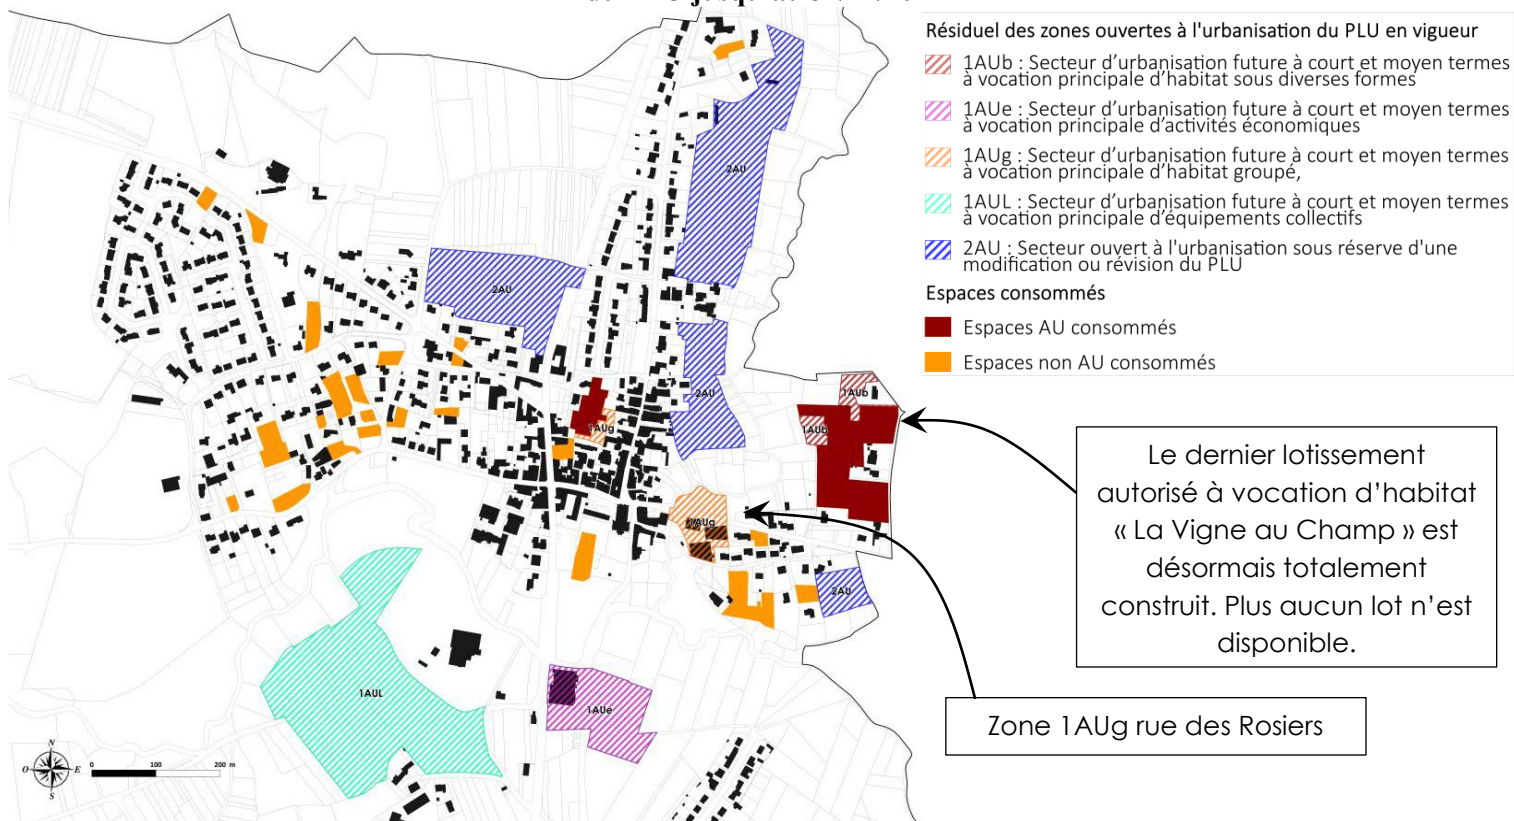 Résiduel des zones ouvertes à l'urbanisation du PLU en vigueur
1AUb : Secteur d'urbanisation future à court et moyen termes
à vocation principale d'habitat sous diverses formes
1AUe : Secteur d'urbanisation future à court et moyen termes
à vocation principale d'activités économiques
1AUg : Secteur d'urbanisation future à court et moyen termes
à vocation principale d'habitat groupé,
1AUL : Secteur d'urbanisation future à court et moyen termes
à vocation principale d'équipements collectifs
2AU : Secteur ouvert à l'urbanisation sous réserve d'une
modification ou révision du PLU
Espaces consommés
Espaces AU consommés
Espaces non AU consommés
2AU
2AU
2AU
1AUb
1AUb
1AUg
1AUg
2AU
1AUL
1AUe
Le dernier lotissement
autorisé à vocation d'habitat
« La Vigne au Champ » est
désormais totalement
construit. Plus aucun lot n'est
disponible.
Zone 1AUg rue des Rosiers
N
O
E
S
0 100 200 m